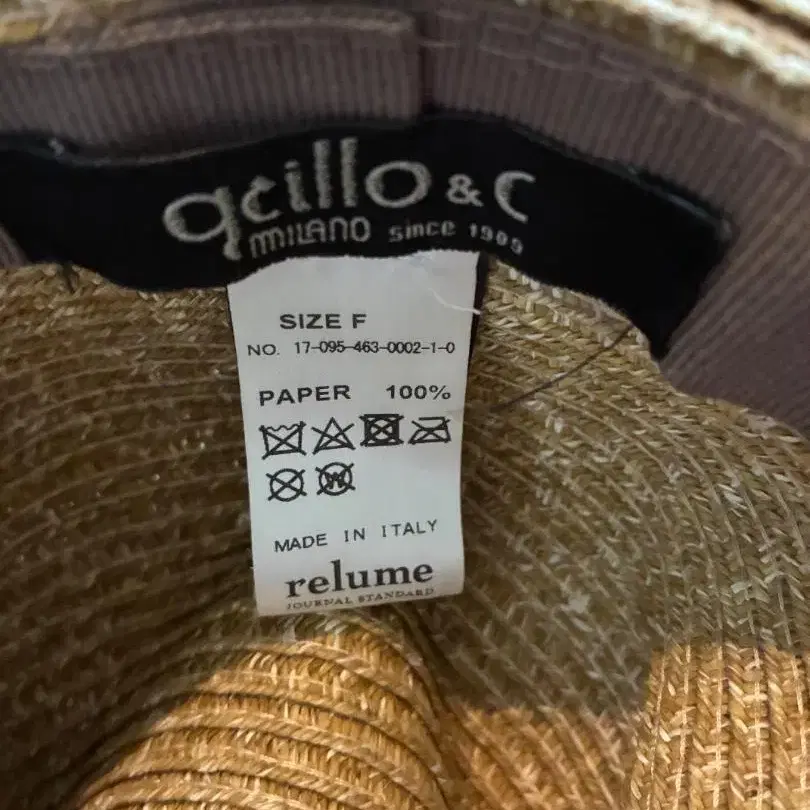 qcillo & C
MILANO since 1909
SIZE F
NO. 17-095-463-0002-1-0
PAPER 100%
W
MADE IN ITALY
relume
JOURNAL STANDARD